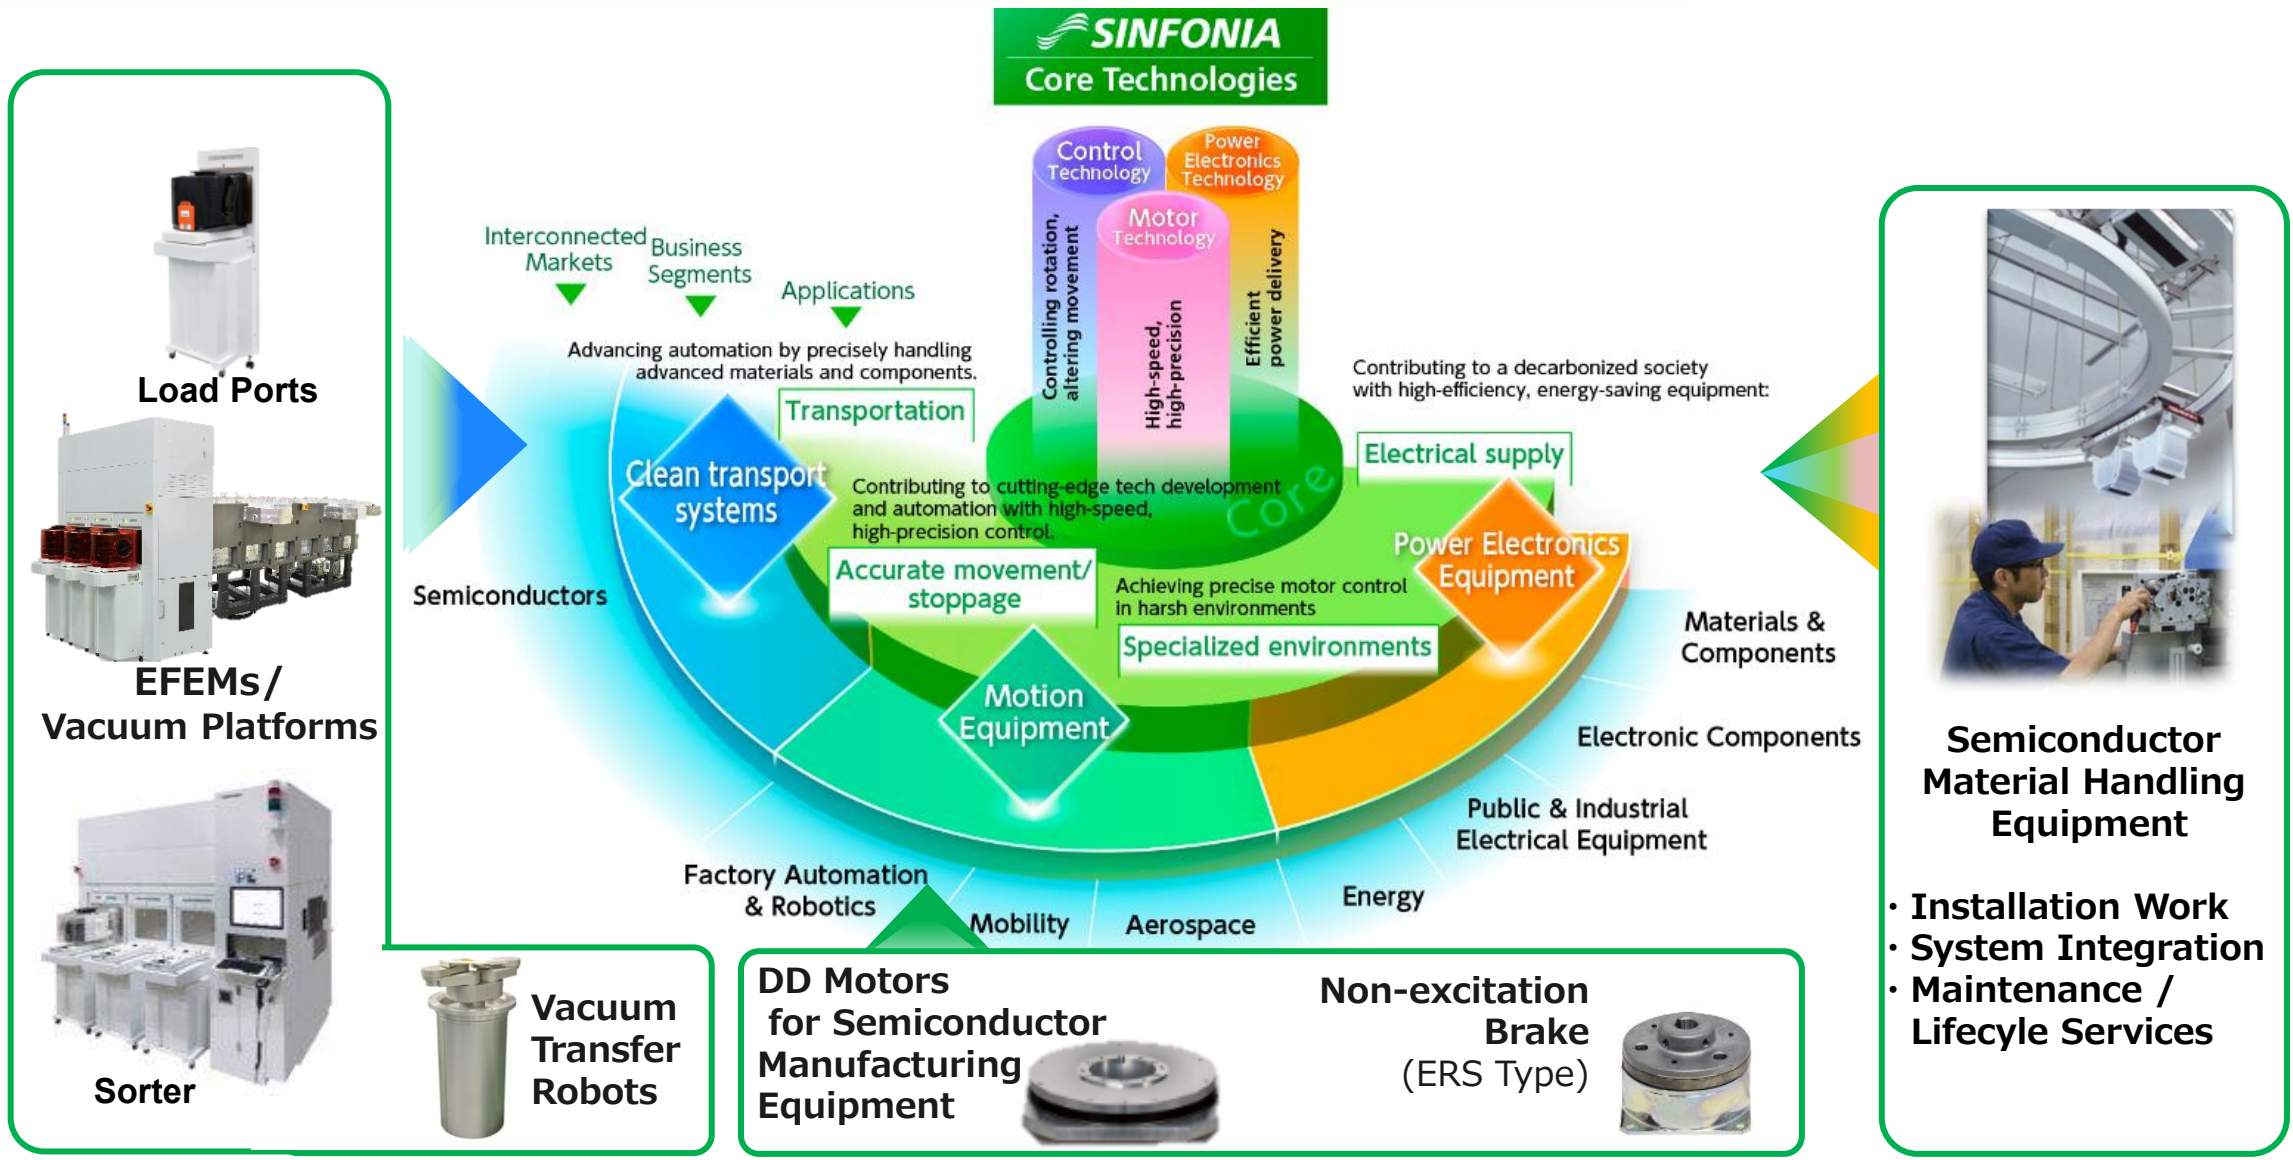 SINFONIA
Core Technologies
Load Ports
EFEMs/
Vacuum Platforms
Sorter
Vacuum
Transfer
Robots
Interconnected
Markets
Business
Segments
Applications
Control
Technology
Power
Electronics
Technology
Motor
Technology
Controlling rotation,
altering movement
High-speed,
high-precision
Efficient
power delivery
Core
Advancing automation by precisely handling
advanced materials and components.
Transportation
Clean transport
systems
Contributing to cutting-edge tech development
and automation with high-speed,
high-precision control.
Accurate movement/
stoppage
Motion
Equipment
Achieving precise motor control
in harsh environments
Specialized environments
Contributing to a decarbonized society
with high-efficiency, energy-saving equipment:
Electrical supply
Power Electronics
Equipment
Semiconductors
Factory Automation
& Robotics
Mobility
Aerospace
Energy
Public & Industrial
Electrical Equipment
Electronic Components
Materials &
Components
DD Motors
for Semiconductor
Manufacturing
Equipment
Non-excitation
Brake
(ERS Type)
Semiconductor
Material Handling
Equipment
・Installation Work
・System Integration
・Maintenance /
Lifecyle Services